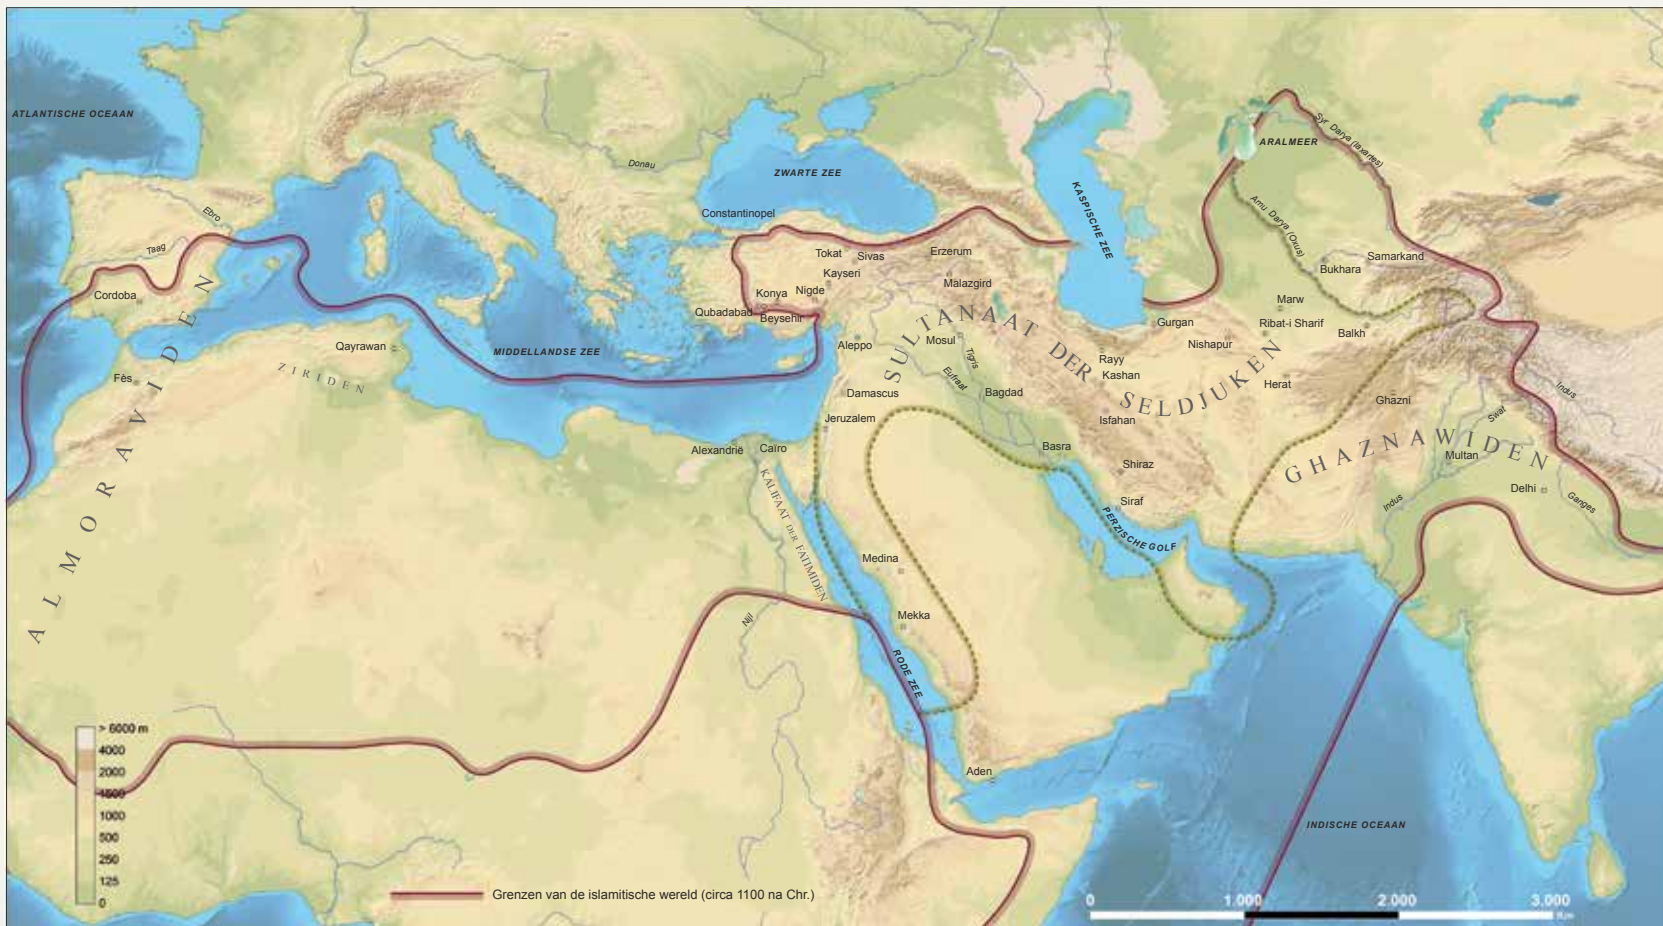 ATLANTISCHE OCEAAN
Donau
ZWARTE ZEE
KASPISCHE ZEE
ARALMEER
Syr Darya (Iaxartes)
Amu Darya (Oxus)
Ebro
Taag
Constantinopel
Tokat
Sivas
Erzerum
Kayseri
Malazgird
Konya
Nigde
Qubadabad
Beysehir
Bukhara
Samarkand
Marw
Ribat-i Sharif
Balkh
Gurgan
Nishapur
Cordoba
Qayrawan
Fès
ZIRIDEN
ALMORAVIDEN
MIDDELLANDSE ZEE
Aleppo
Mosul
Tigris
Eufraat
Bagdad
SULTANAAT DER SELDJUKEN
Rayy
Kashan
Isfahan
Herat
Ghazni
Indus
Swat
Damascus
Jeruzalem
Alexandrië
Caïro
KALIFAAT DER FATIMIDEN
Basra
Shiraz
Siraf
PERZISCHE GOLF
GHAZNAWIDEN
Multan
Delhi
Indus
Ganges
Medina
Mekka
Nijl
RODE ZEE
Aden
INDISCHE OCEAAN
> 6000 m
4000
2000
1500
1000
500
250
125
0
Grenzen van de islamitische wereld (circa 1100 na Chr.)
0 1.000 2.000 3.000
Km